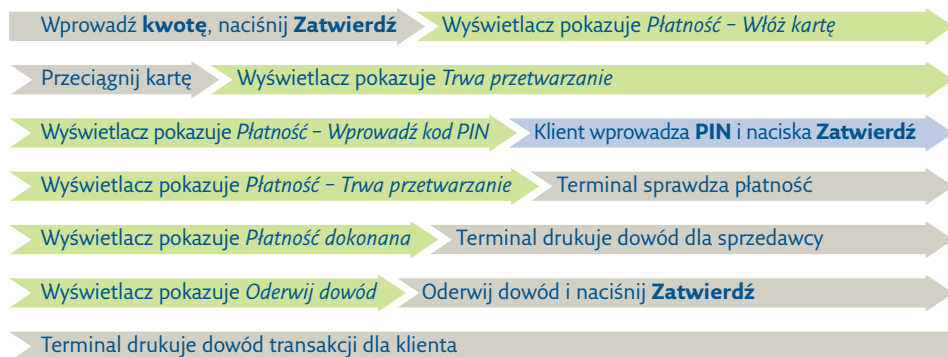 Wprowadź kwotę, naciśnij Zatwierdź Wyświetlacz pokazuje Płatność – Włóż kartę
Przeciągnij kartę Wyświetlacz pokazuje Trwa przetwarzanie
Wyświetlacz pokazuje Płatność – Wprowadź kod PIN Klient wprowadza PIN i naciska Zatwierdź
Wyświetlacz pokazuje Płatność – Trwa przetwarzanie Terminal sprawdza płatność
Wyświetlacz pokazuje Płatność dokonana Terminal drukuje dowód dla sprzedawcy
Wyświetlacz pokazuje Oderwij dowód Oderwij dowód i naciśnij Zatwierdź
Terminal drukuje dowód transakcji dla klienta